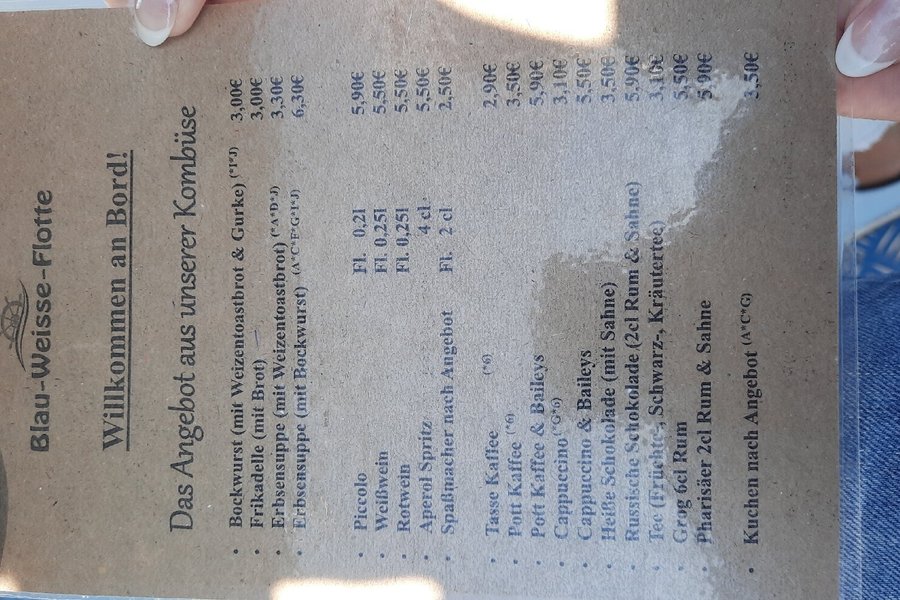 Blau-Weisse-Flotte
Willkommen an Bord!
Das Angebot aus unserer Kombüse
• Bockwurst (mit Weizentoastbrot & Gurke) (*I*J) 3,00€
• Frikadelle (mit Brot) 3,00€
• Erbsensuppe (mit Weizentoastbrot) (*A*D*J) 3,30€
• Erbsensuppe (mit Bockwurst) (A*C*F*G*I*J) 6,30€
• Piccolo Fl. 0,2l 5,90€
• Weißwein Fl. 0,25l 5,50€
• Rotwein Fl. 0,25l 5,50€
• Aperol Spritz 4 cl 5,50€
• Spaßmacher nach Angebot Fl. 2 cl 2,50€
• Tasse Kaffee (*6) 2,90€
• Pott Kaffee (*6) 3,50€
• Pott Kaffee & Baileys 5,90€
• Cappuccino (*G*6) 3,10€
• Cappuccino & Baileys 5,50€
• Heiße Schokolade (mit Sahne) 3,50€
• Russische Schokolade (2cl Rum & Sahne) 5,90€
• Tee (Früchte-, Schwarz-, Kräutertee) 3,10€
• Grog 6cl Rum 5,50€
• Pharisäer 2cl Rum & Sahne 5,90€
• Kuchen nach Angebot (A*C*G) 3,50€